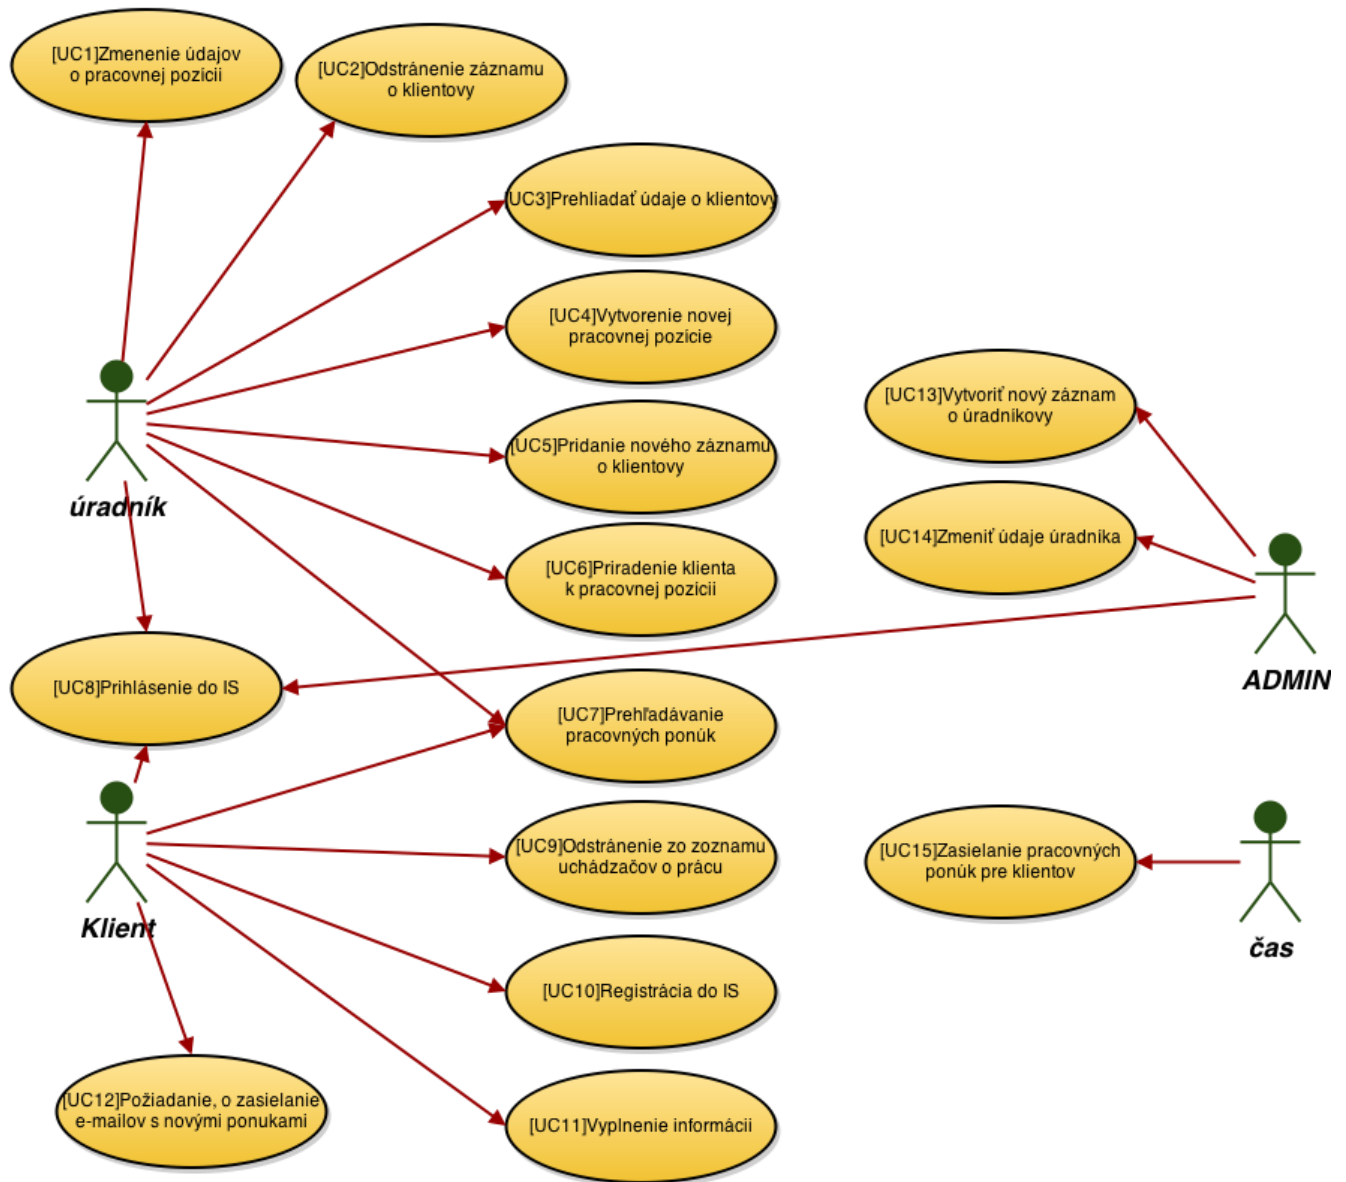 [UC1]Zmenenie údajov
o pracovnej pozícii
[UC2]Odstránenie záznamu
o klientovy
[UC3]Prehliadať údaje o klientovy
[UC4]Vytvorenie novej
pracovnej pozície
[UC13]Vytvoriť nový záznam
o úradníkovy
[UC5]Pridanie nového záznamu
o klientovy
úradník
[UC14]Zmeniť údaje úradníka
[UC6]Priradenie klienta
k pracovnej pozícii
ADMIN
[UC8]Prihlásenie do IS
[UC7]Prehľadávanie
pracovných ponúk
[UC9]Odstránenie zo zoznamu
uchádzačov o prácu
[UC15]Zasielanie pracovných
ponúk pre klientov
Klient
čas
[UC10]Registrácia do IS
[UC12]Požiadanie, o zasielanie
e-mailov s novými ponukami
[UC11]Vyplnenie informácii